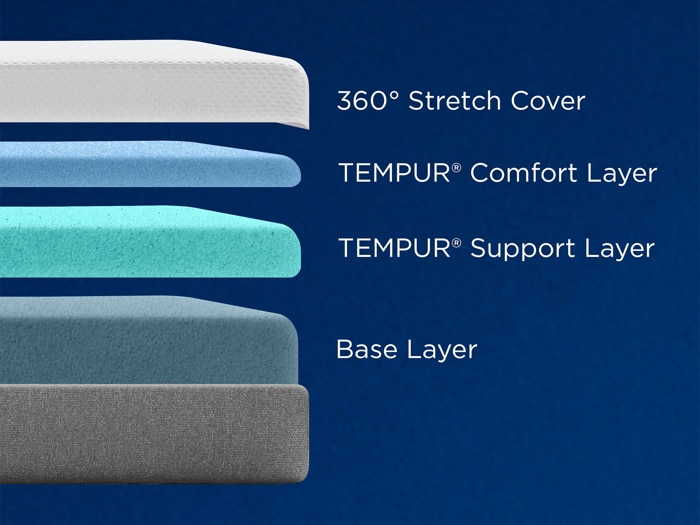 360° Stretch Cover
TEMPUR® Comfort Layer
TEMPUR® Support Layer
Base Layer